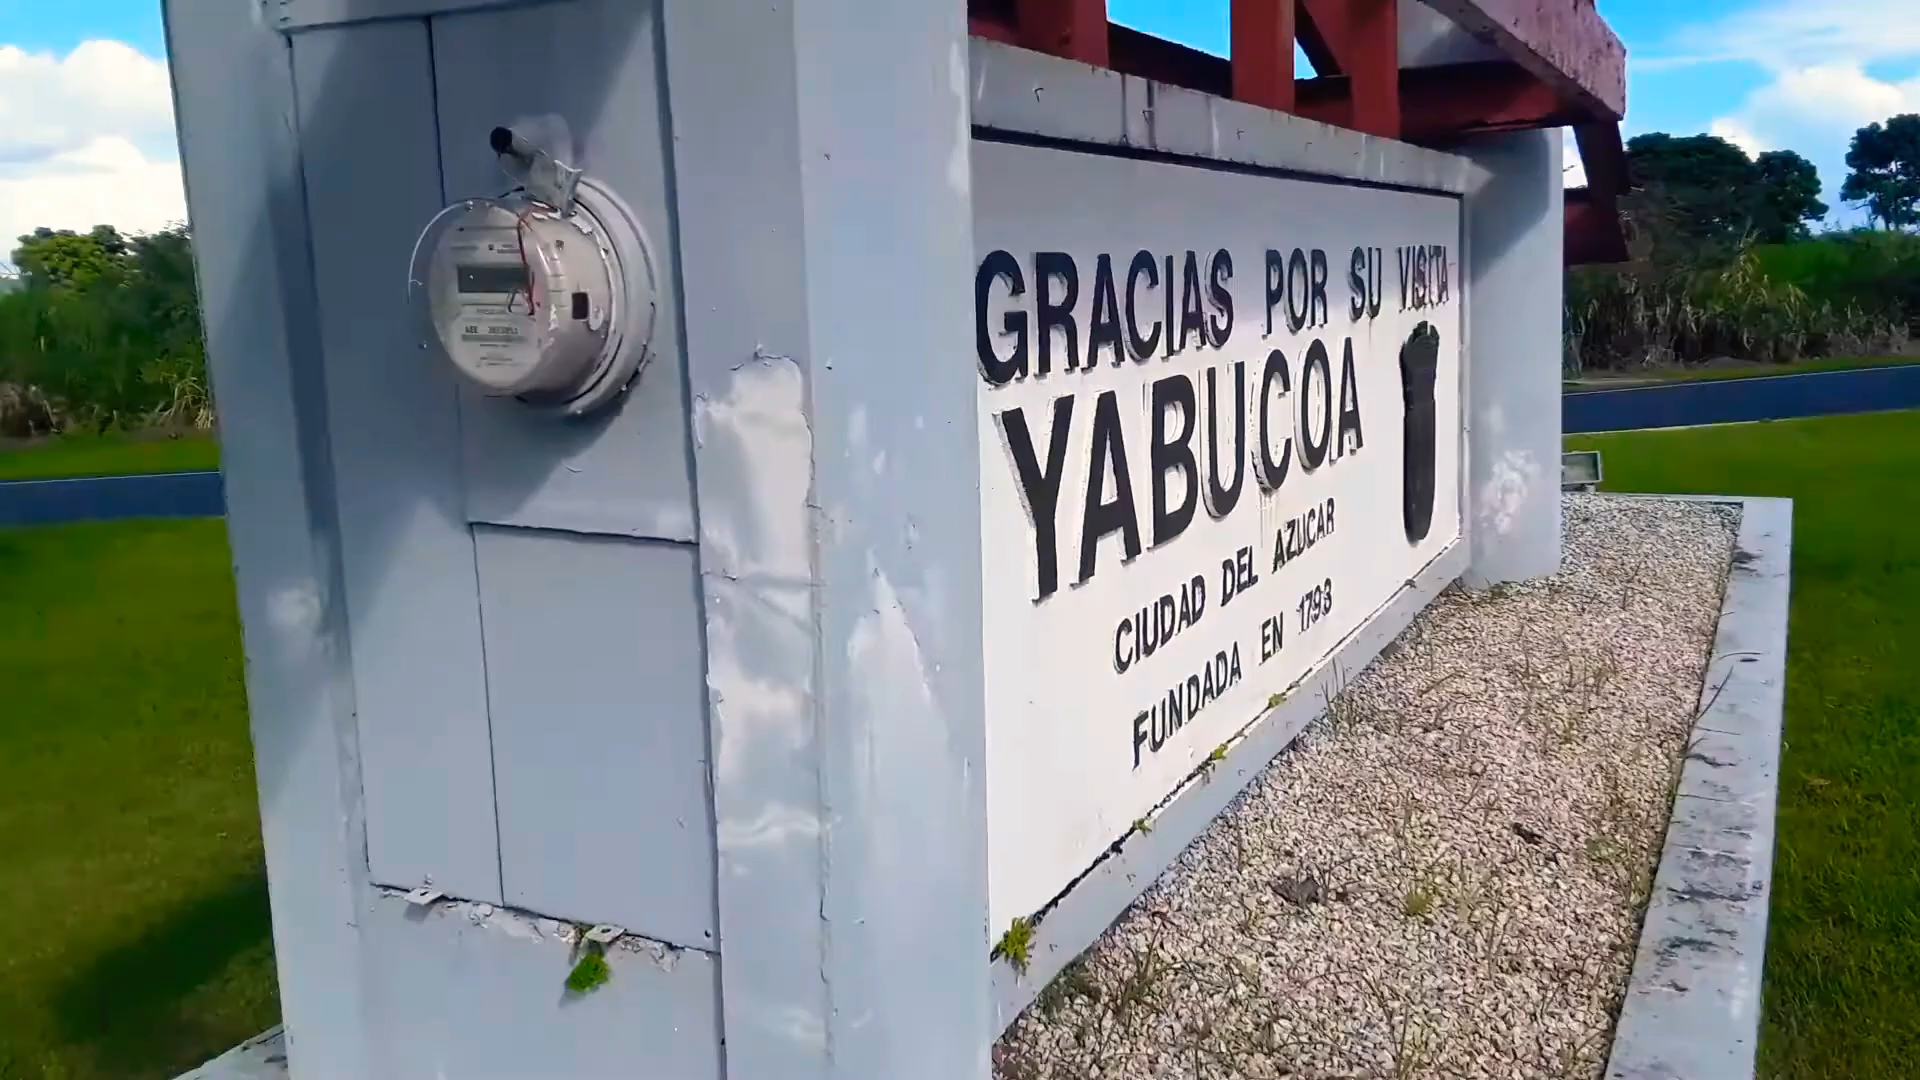 GRACIAS POR SU VISITA
YABUCOA
CIUDAD DEL AZUCAR
FUNDADA EN 1793